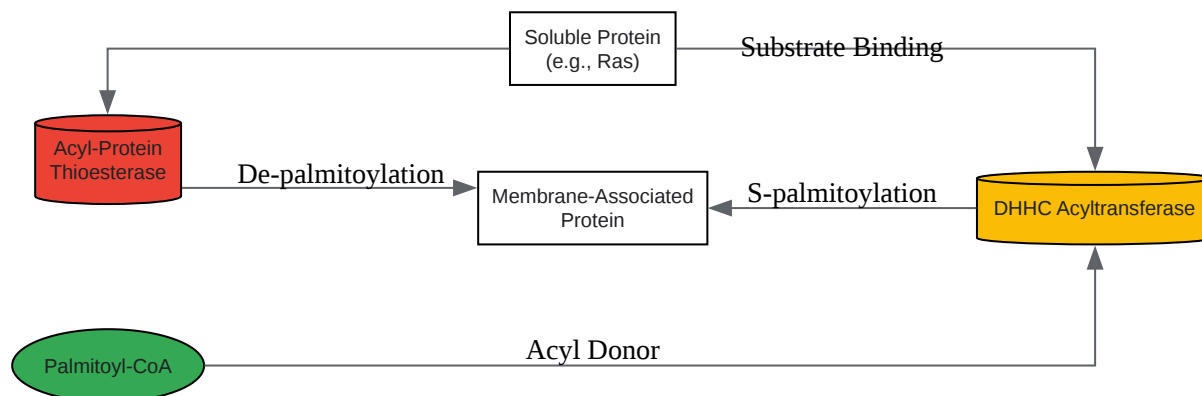 Soluble Protein
(e.g., Ras)
Substrate Binding
Acyl-Protein
Thioesterase
De-palmitoylation
Membrane-Associated
Protein
S-palmitoylation
DHHC Acyltransferase
Palmitoyl-CoA
Acyl Donor